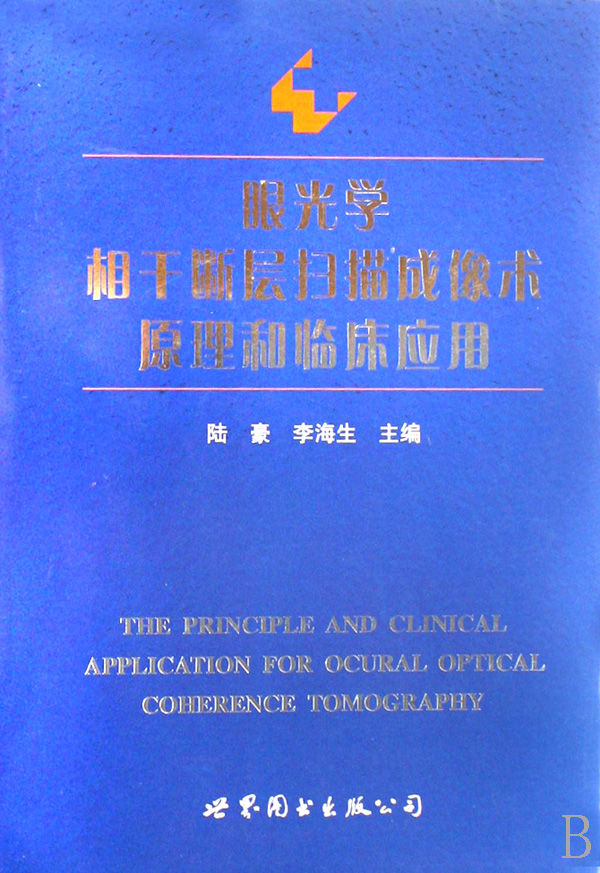 眼光学
相干断层扫描成像术
原理和临床应用
陆 豪 李海生 主编
THE PRINCIPLE AND CLINICAL
APPLICATION FOR OCURAL OPTICAL
COHERENCE TOMOGRAPHY
世界图书出版公司
B